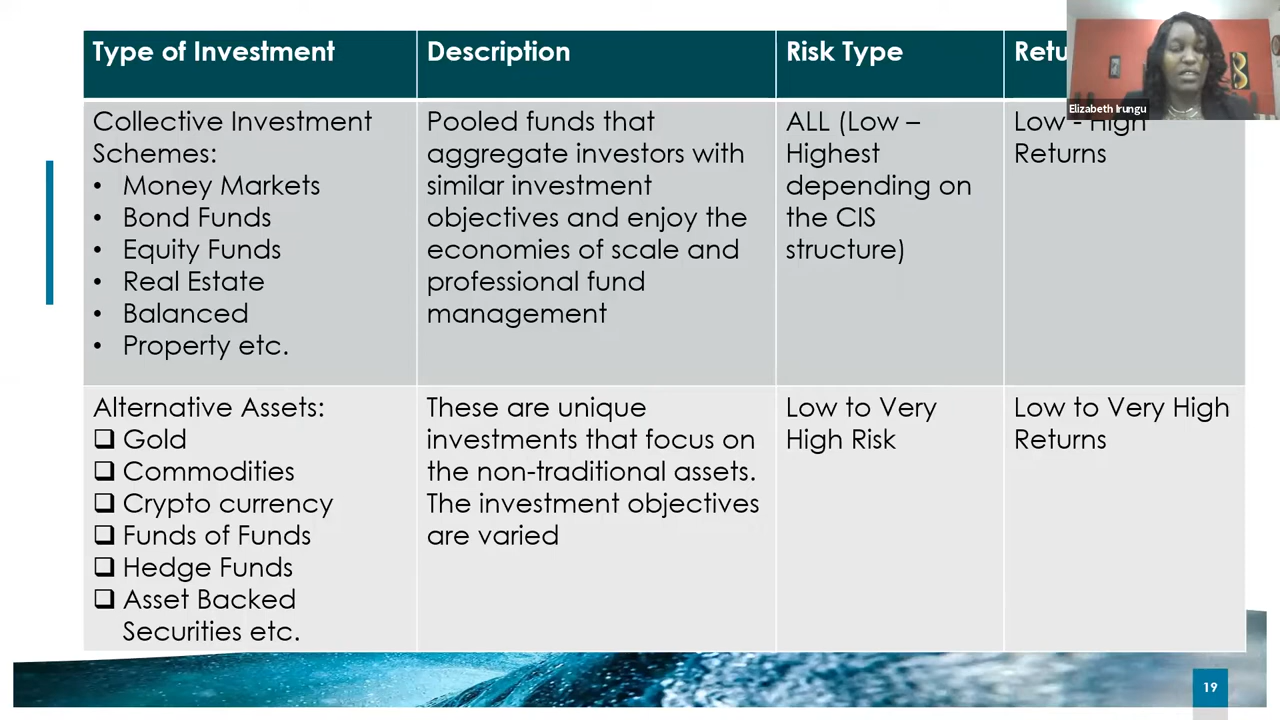 Type of Investment
Description
Risk Type
Retu
Elizabeth Irungu
Collective Investment
Schemes:
• Money Markets
• Bond Funds
• Equity Funds
• Real Estate
• Balanced
• Property etc.
Pooled funds that
aggregate investors with
similar investment
objectives and enjoy the
economies of scale and
professional fund
management
ALL (Low –
Highest
depending on
the CIS
structure)
Low - High
Returns
Alternative Assets:
❑ Gold
❑ Commodities
❑ Crypto currency
❑ Funds of Funds
❑ Hedge Funds
❑ Asset Backed
Securities etc.
These are unique
investments that focus on
the non-traditional assets.
The investment objectives
are varied
Low to Very
High Risk
Low to Very High
Returns
19